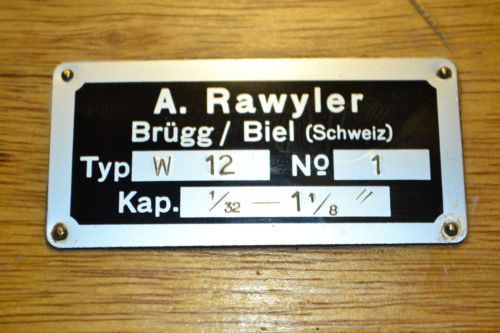 A. Rawyler
Brügg / Biel (Schweiz)
Typ W 12 Nº 1
Kap. 1/32 — 1 1/8 "